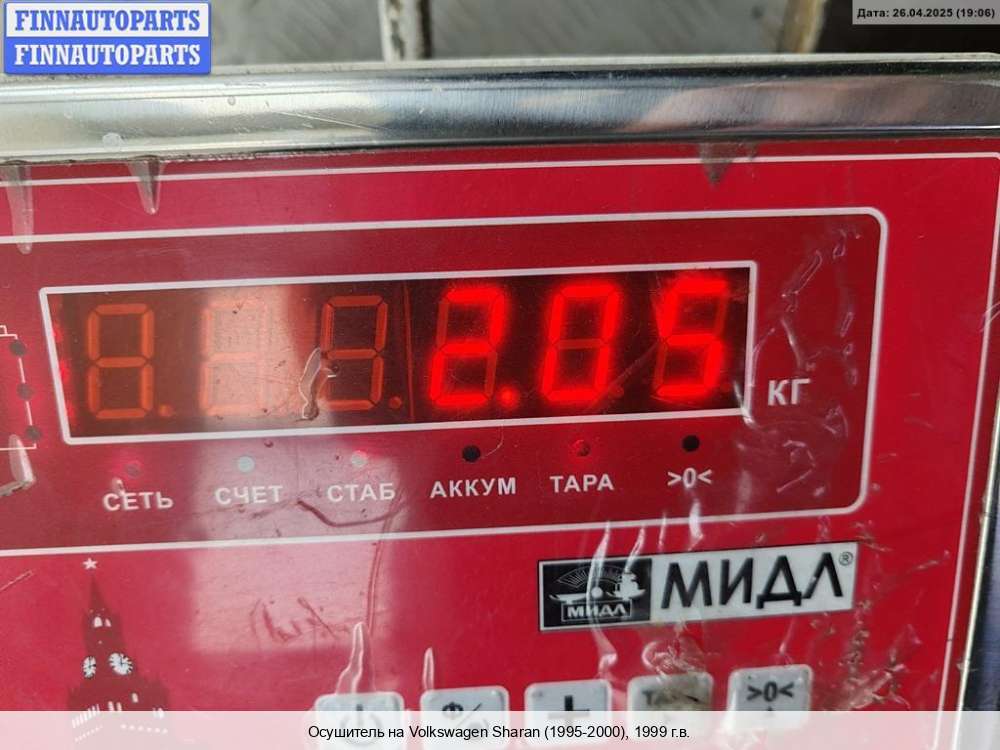 FINNAUTOPARTS
FINNAUTOPARTS
Дата: 26.04.2025 (19:06)
2.05
КГ
СЕТЬ СЧЕТ СТАБ АККУМ ТАРА >0<
МИДЛ®
МИДЛ
>0<
Осушитель на Volkswagen Sharan (1995-2000), 1999 г.в.